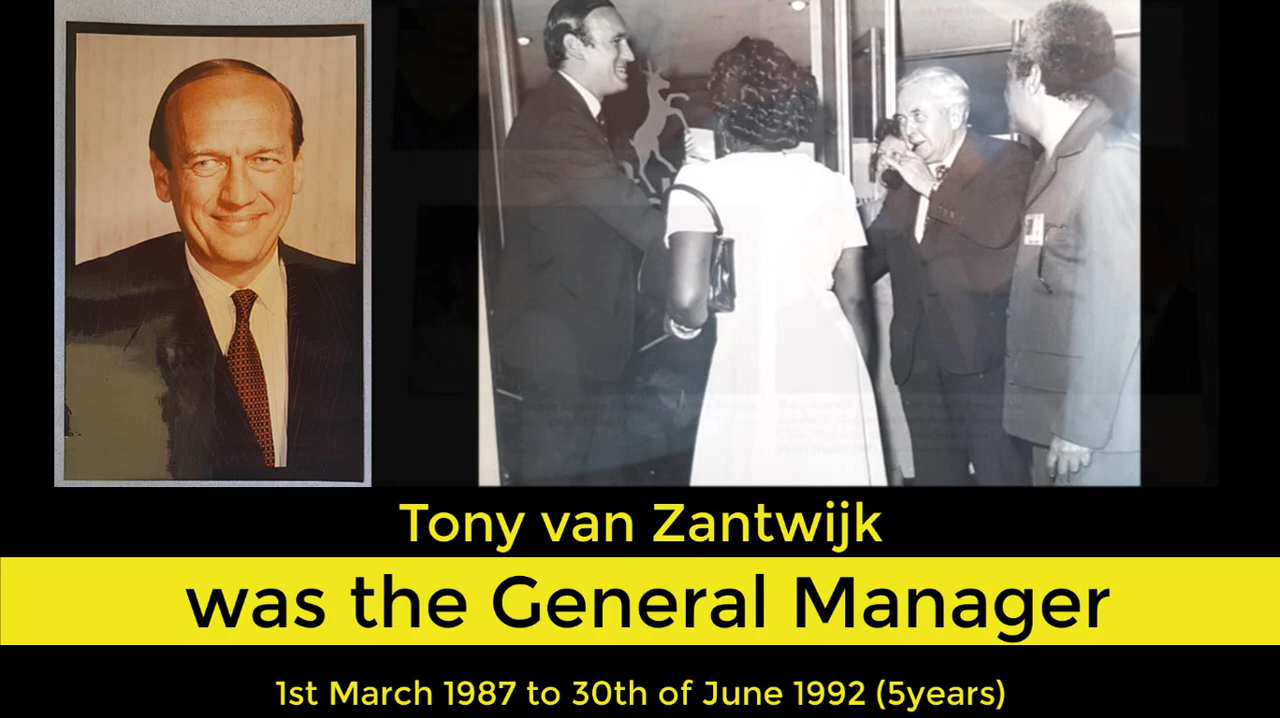 Tony van Zantwijk
was the General Manager
1st March 1987 to 30th of June 1992 (5years)